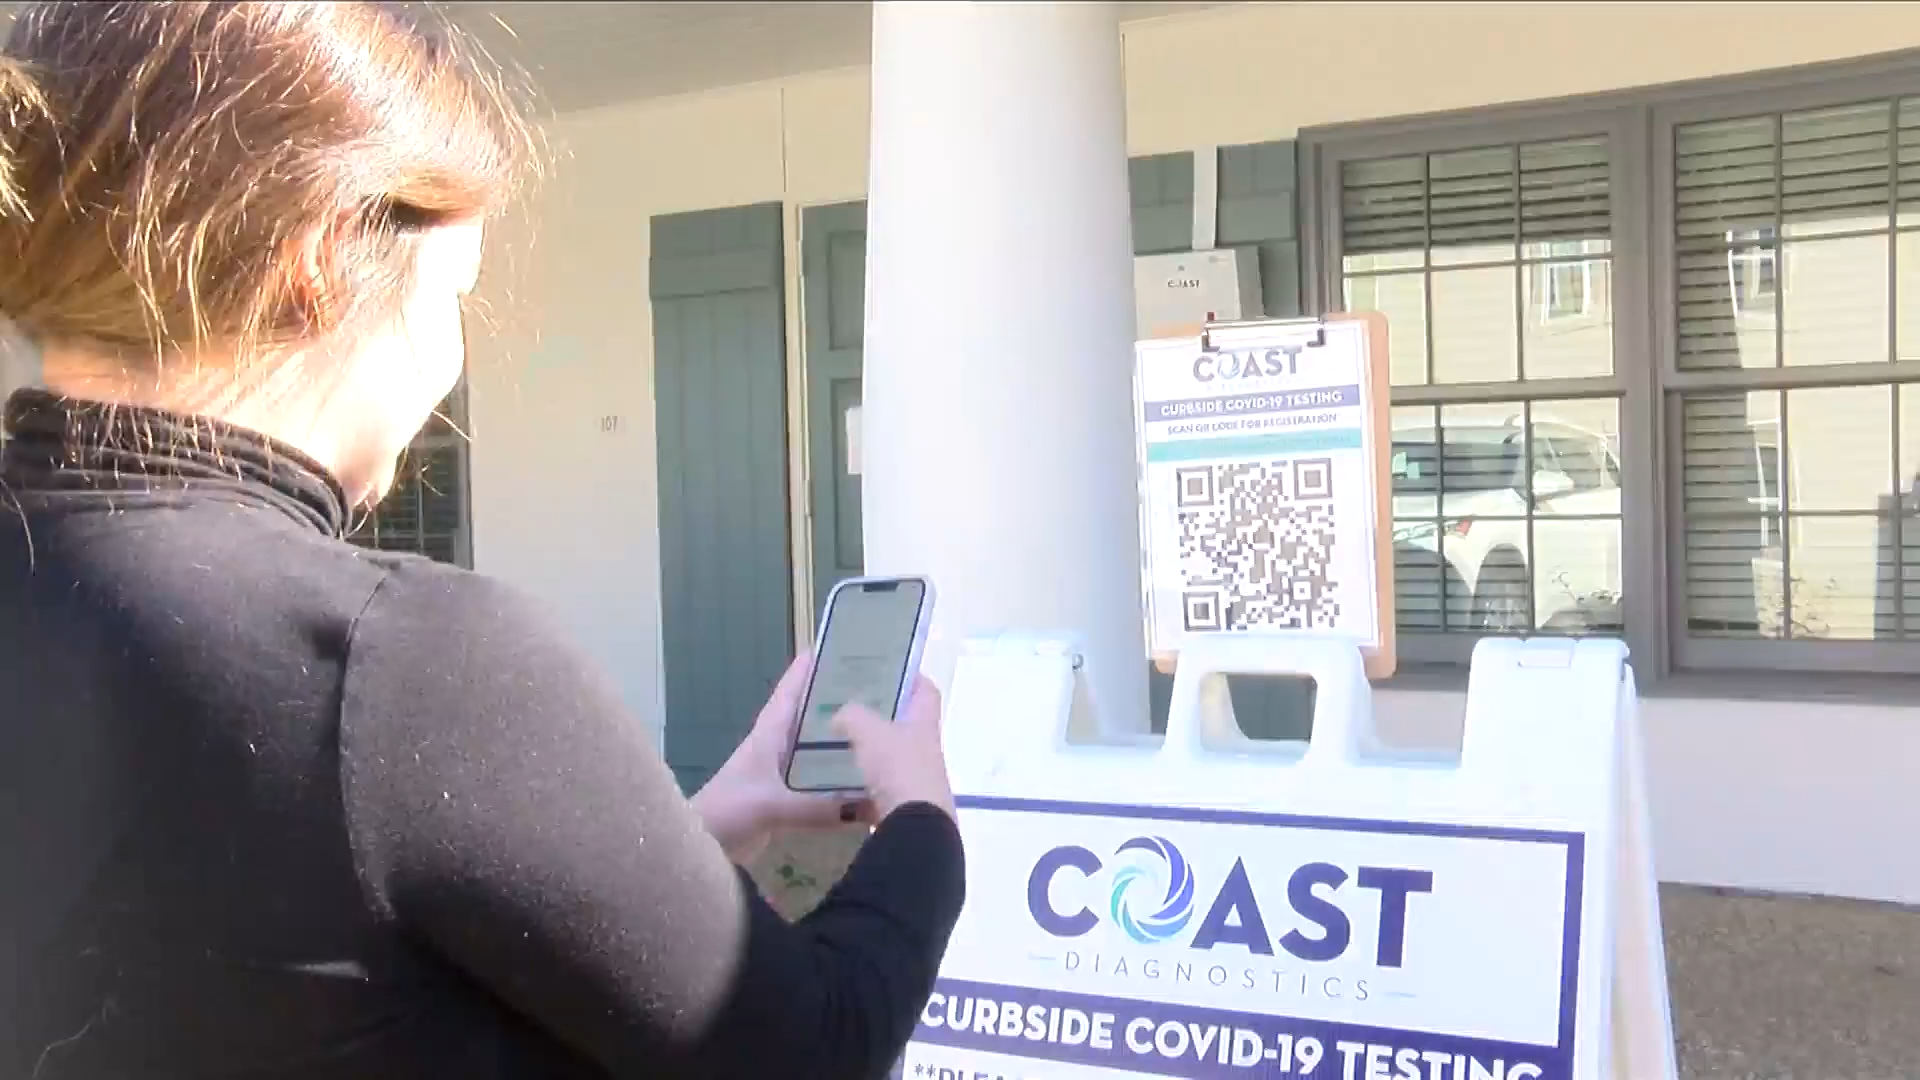 107
COAST
COAST
CURBSIDE COVID-19 TESTING
SCAN QR CODE FOR REGISTRATION
COAST
DIAGNOSTICS
CURBSIDE COVID-19 TESTING